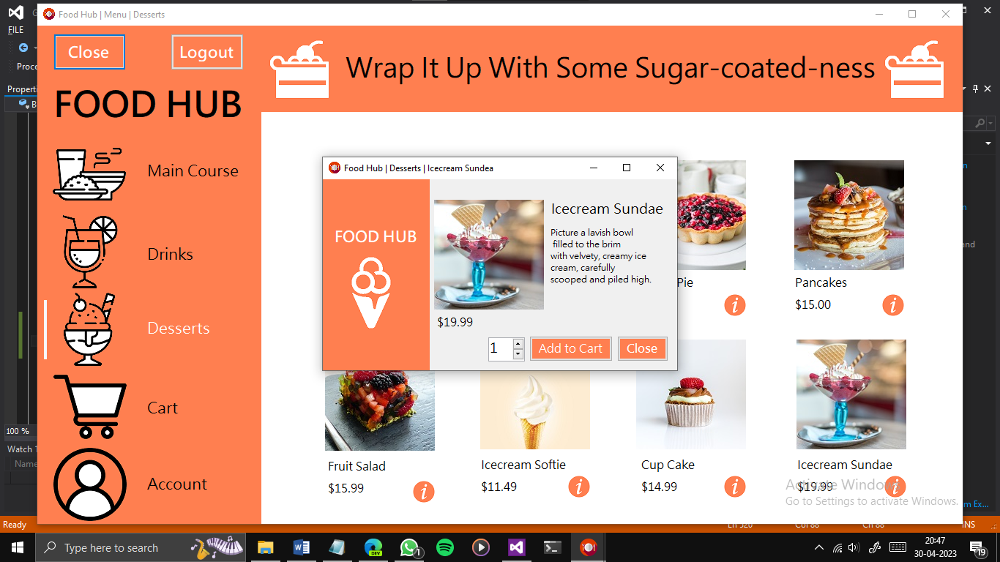 Food Hub | Menu | Desserts
FILE
Close
Logout
Wrap It Up With Some Sugar-coated-ness
Proce
Properti
FOOD HUB
B
Main Course
Drinks
Desserts
Cart
Account
Food Hub | Desserts | Icecream Sundea
FOOD HUB
Icecream Sundae
Picture a lavish bowl
filled to the brim
with velvety, creamy ice
cream, carefully
scooped and piled high.
$19.99
1
Add to Cart
Close
Pie
i
Pancakes
$15.00
i
Fruit Salad
$15.99
i
Icecream Softie
$11.49
i
Cup Cake
$14.99
i
Icecream Sundae
$19.99
i
Activate Windows
Go to Settings to activate Windows.
n
n
nd
m Ex...
100 %
Watch 1
Name
Ready
Ln 520
Col 88
Ch 88
INS
Type here to search
DEV
1
20:47
30-04-2023
19